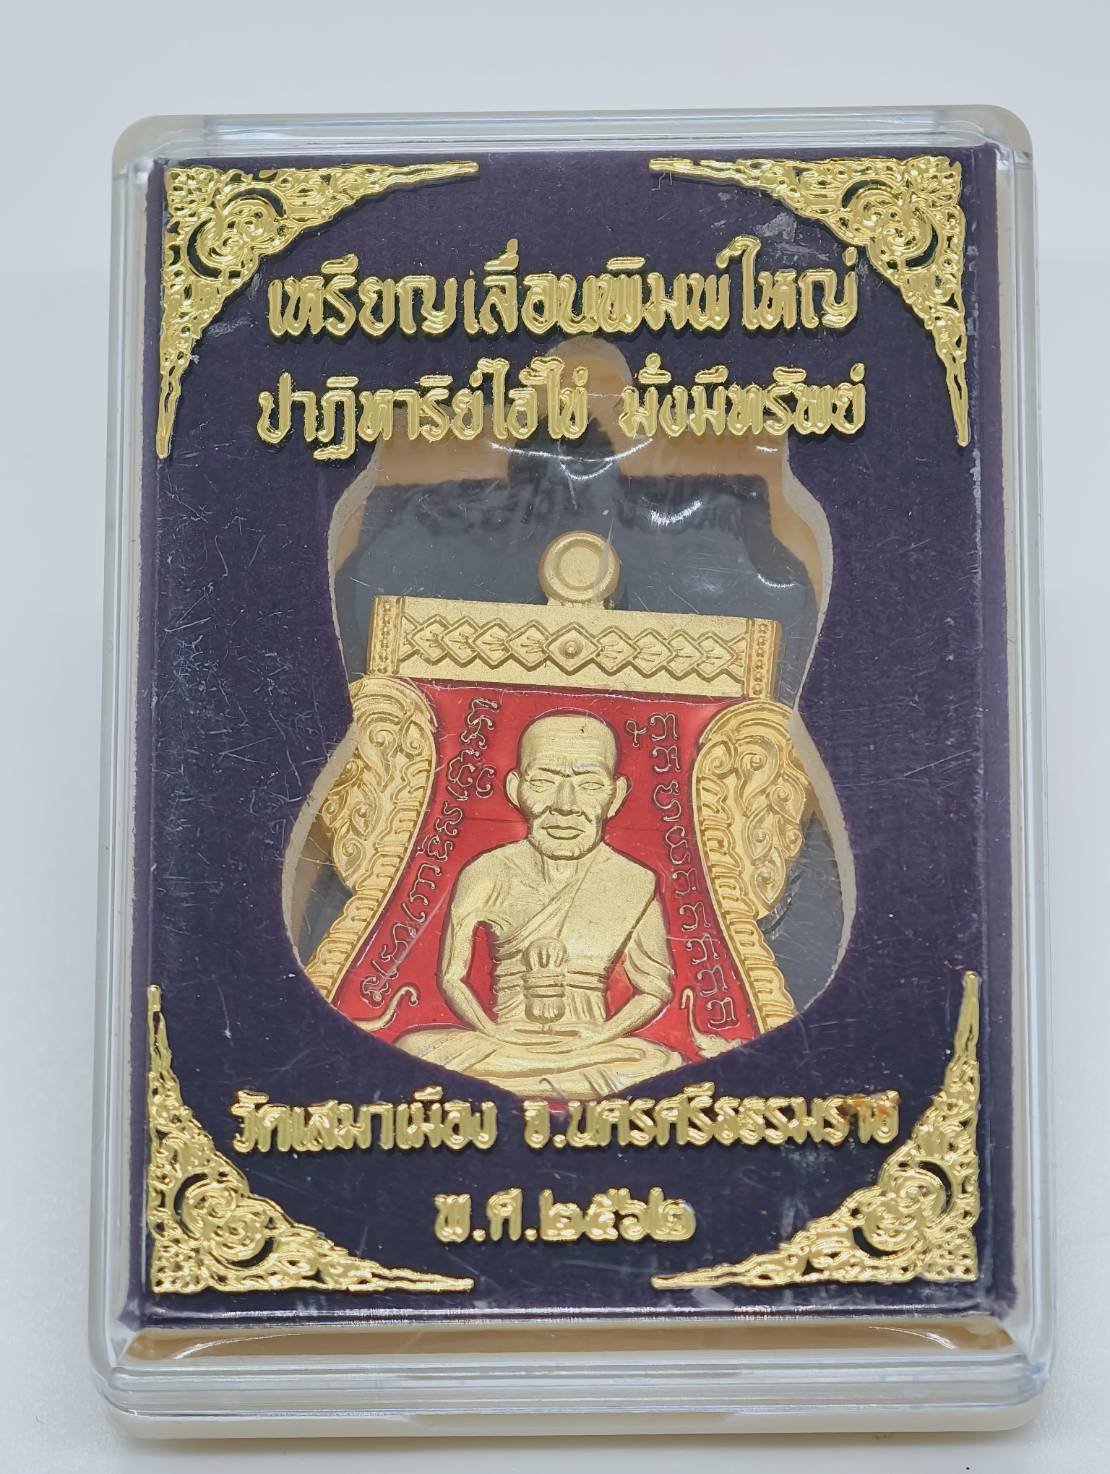 เหรียญเลื่อนพิมพ์ใหญ่
ปาฏิหาริย์ไอ้ไข่ มั่งมีทรัพย์
วัดเสมาเมือง จ.นครศรีธรรมราช
พ.ศ.๒๕๖๒